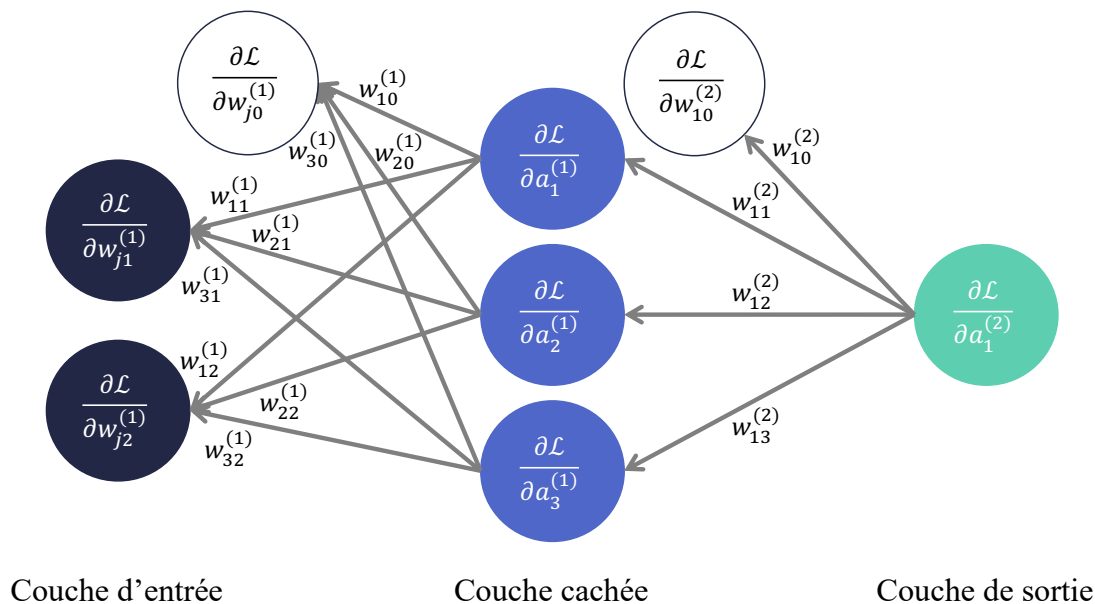 ∂ℒ/∂w_{j0}^{(1)}
∂ℒ/∂w_{10}^{(2)}
w_{10}^{(1)}
w_{30}^{(1)}
w_{20}^{(1)}
w_{10}^{(2)}
∂ℒ/∂a_1^{(1)}
w_{11}^{(1)}
w_{11}^{(2)}
∂ℒ/∂w_{j1}^{(1)}
w_{21}^{(1)}
w_{31}^{(1)}
∂ℒ/∂a_2^{(1)}
w_{12}^{(2)}
∂ℒ/∂a_1^{(2)}
w_{12}^{(1)}
∂ℒ/∂w_{j2}^{(1)}
w_{22}^{(1)}
w_{32}^{(1)}
w_{13}^{(2)}
∂ℒ/∂a_3^{(1)}
Couche d’entrée
Couche cachée
Couche de sortie